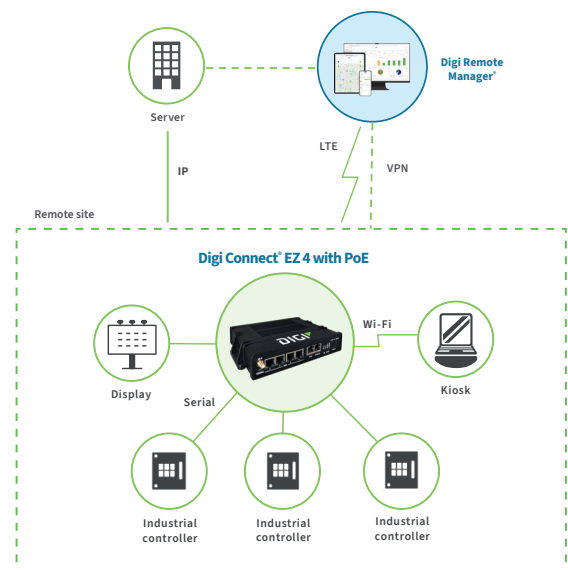 Server
Digi Remote
Manager®
LTE
IP
VPN
Remote site
Digi Connect® EZ 4 with PoE
DIGI
Wi-Fi
Display
Kiosk
Serial
Industrial
controller
Industrial
controller
Industrial
controller